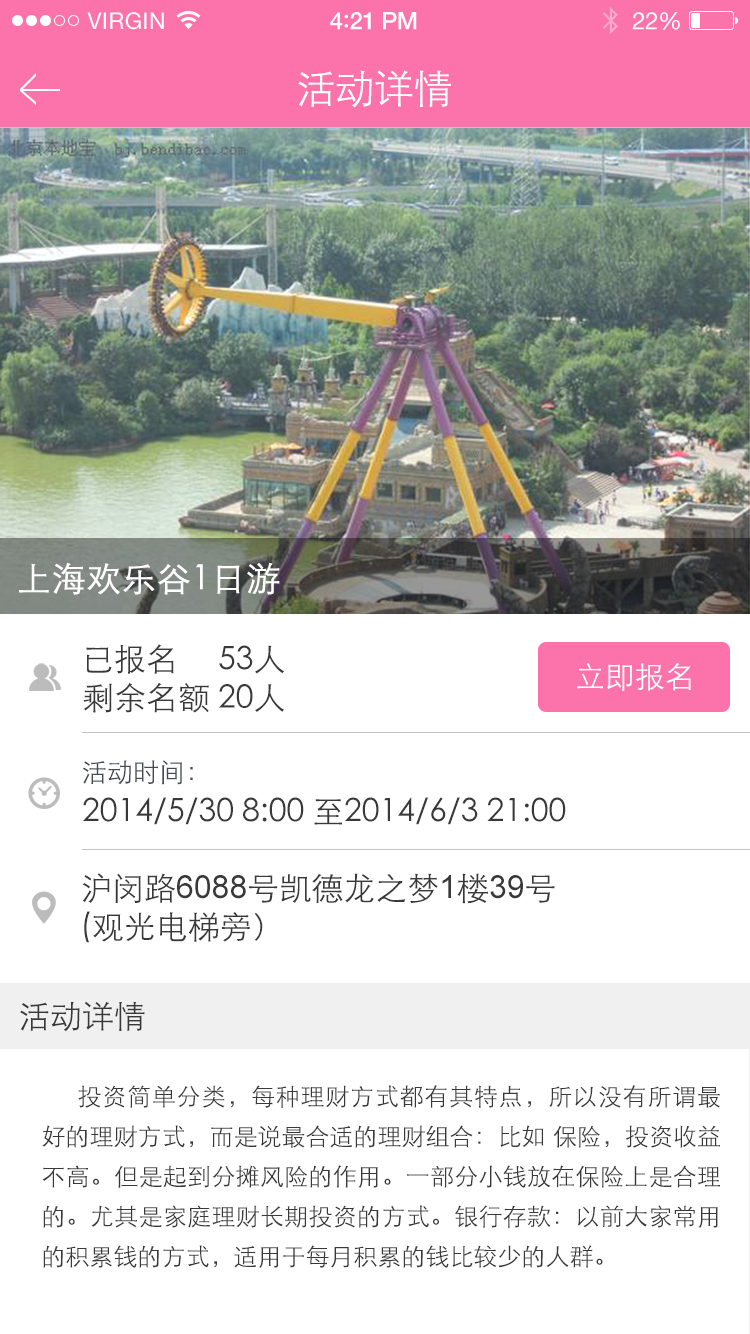 VIRGIN 4:21 PM 22%
活动详情
北京本地宝 bj.bendibao.com
上海欢乐谷1日游
已报名 53人
剩余名额 20人
立即报名
活动时间:
2014/5/30 8:00 至2014/6/3 21:00
沪闵路6088号凯德龙之梦1楼39号
(观光电梯旁）
活动详情
投资简单分类，每种理财方式都有其特点，所以没有所谓最
好的理财方式，而是说最合适的理财组合：比如 保险，投资收益
不高。但是起到分摊风险的作用。一部分小钱放在保险上是合理
的。尤其是家庭理财长期投资的方式。银行存款：以前大家常用
的积累钱的方式，适用于每月积累的钱比较少的人群。